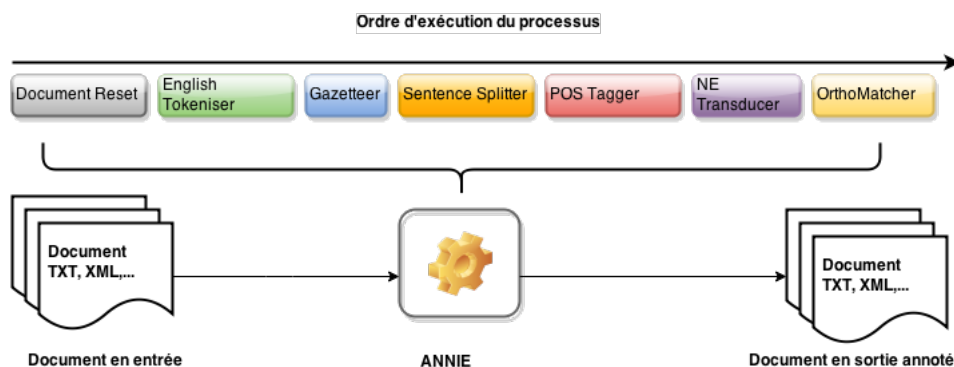 Ordre d'exécution du processus
Document Reset
English
Tokeniser
Gazetteer
Sentence Splitter
POS Tagger
NE
Transducer
OrthoMatcher
Document
TXT, XML,...
Document
TXT, XML,...
Document en entrée
ANNIE
Document en sortie annoté